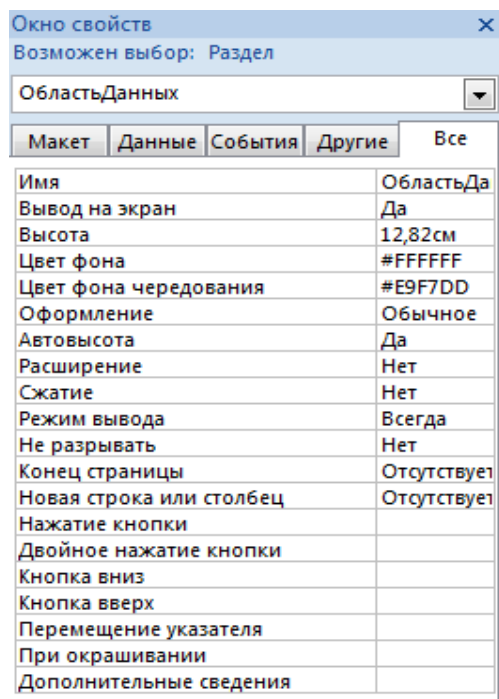 Окно свойств
Возможен выбор: Раздел
ОбластьДанных
Макет Данные События Другие Все
Имя ОбластьДа
Вывод на экран Да
Высота 12,82см
Цвет фона #FFFFFF
Цвет фона чередования #E9F7DD
Оформление Обычное
Автовысота Да
Расширение Нет
Сжатие Нет
Режим вывода Всегда
Не разрывать Нет
Конец страницы Отсутствует
Новая строка или столбец Отсутствует
Нажатие кнопки
Двойное нажатие кнопки
Кнопка вниз
Кнопка вверх
Перемещение указателя
При окрашивании
Дополнительные сведения